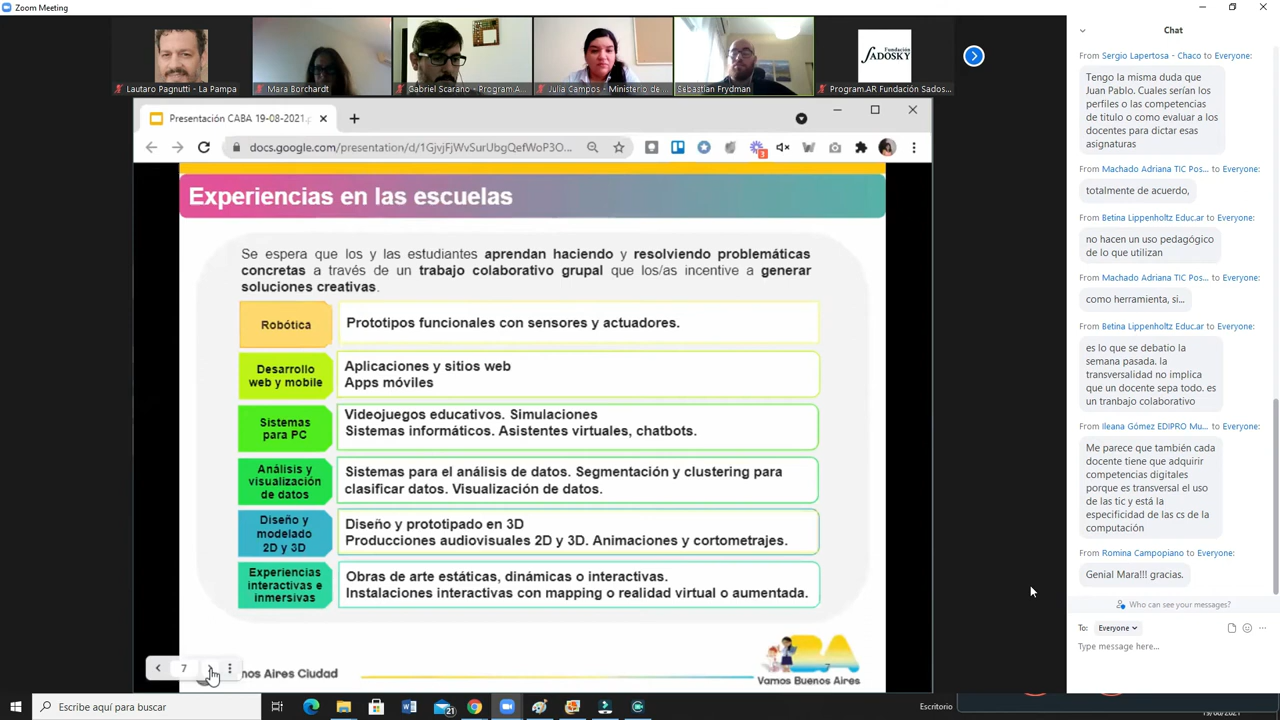 Zoom Meeting
Lautaro Pagnutti - La Pampa
Mara Borchardt
Gabriel Scarano - Program.A...
Julia Campos - Ministerio de...
Sebastian Frydman
Fundación
SADOSKY
Program.AR Fundación Sados...
Presentación CABA 19-08-2021.p
docs.google.com/presentation/d/1GjvjFjWvSurUbgQefWoP3O...
3
Experiencias en las escuelas
Se espera que los y las estudiantes aprendan haciendo y resolviendo problemáticas
concretas a través de un trabajo colaborativo grupal que los/as incentive a generar
soluciones creativas.
Robótica
Prototipos funcionales con sensores y actuadores.
Desarrollo
web y mobile
Aplicaciones y sitios web
Apps móviles
Sistemas
para PC
Videojuegos educativos. Simulaciones
Sistemas informáticos. Asistentes virtuales, chatbots.
Análisis y
visualización
de datos
Sistemas para el análisis de datos. Segmentación y clustering para
clasificar datos. Visualización de datos.
Diseño y
modelado
2D y 3D
Diseño y prototipado en 3D
Producciones audiovisuales 2D y 3D. Animaciones y cortometrajes.
Experiencias
interactivas e
inmersivas
Obras de arte estáticas, dinámicas o interactivas.
Instalaciones interactivas con mapping o realidad virtual o aumentada.
7
nos Aires Ciudad
BA
7
Vamos Buenos Aires
Chat
From Sergio Lapertosa - Chaco to Everyone:
Tengo la misma duda que
Juan Pablo. Cuales serían los
perfiles o las competencias
de titulo o como evaluar a los
docentes para dictar esas
asignaturas
From Machado Adriana TIC Pos... to Everyone:
totalmente de acuerdo,
From Betina Lippenholtz Educ.ar to Everyone:
no hacen un uso pedagógico
de lo que utilizan
From Machado Adriana TIC Pos... to Everyone:
como herramienta, si...
From Betina Lippenholtz Educ.ar to Everyone:
es lo que se debatio la
semana pasada. la
transversalidad no implica
que un docente sepa todo. es
un tranbajo colaborativo
From Ileana Gómez EDIPRO Mu... to Everyone:
Me parece que también cada
docente tiene que adquirir
competencias digitales
porque es transversal el uso
de las tic y está la
especificidad de las cs de la
computación
From Romina Campopiano to Everyone:
Genial Mara!!! gracias.
Who can see your messages?
To: Everyone
Type message here...
Escribe aquí para buscar
21
Escritorio
19/08/2021